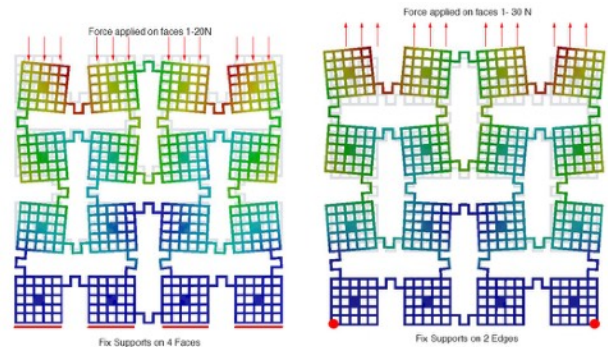 Force applied on faces 1-20N
Fix Supports on 4 Faces
Force applied on faces 1- 30 N
Fix Supports on 2 Edges